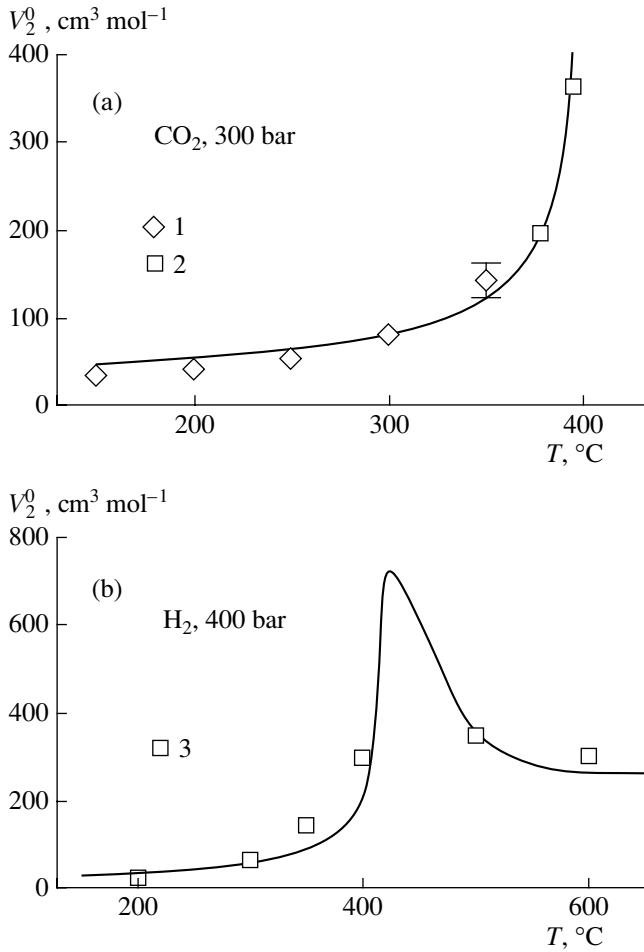 V₂⁰ , cm³ mol⁻¹
400
(a)
CO₂, 300 bar
300
1
200
2
100
0
200 300 400
T, °C
V₂⁰ , cm³ mol⁻¹
800
(b)
H₂, 400 bar
600
400
3
200
0
200 400 600
T, °C